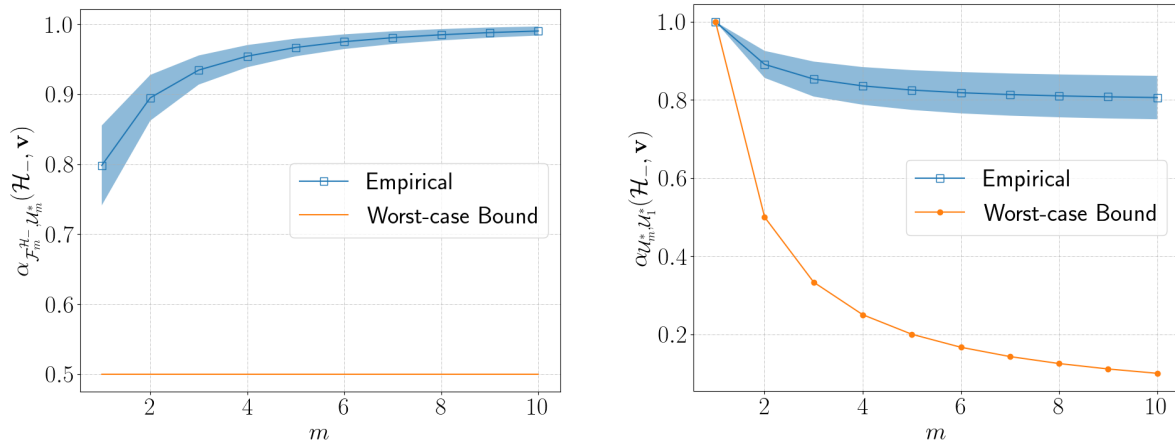 1.0
0.9
0.8
0.7
0.6
0.5
2 4 6 8 10
m
α_{𝓕_m^{𝓗_−}, 𝓤_m^*}(𝓗_−, v)
Empirical
Worst-case Bound
1.0
0.8
0.6
0.4
0.2
2 4 6 8 10
m
α_{𝓤_m^*, 𝓤_1^*}(𝓗_−, v)
Empirical
Worst-case Bound